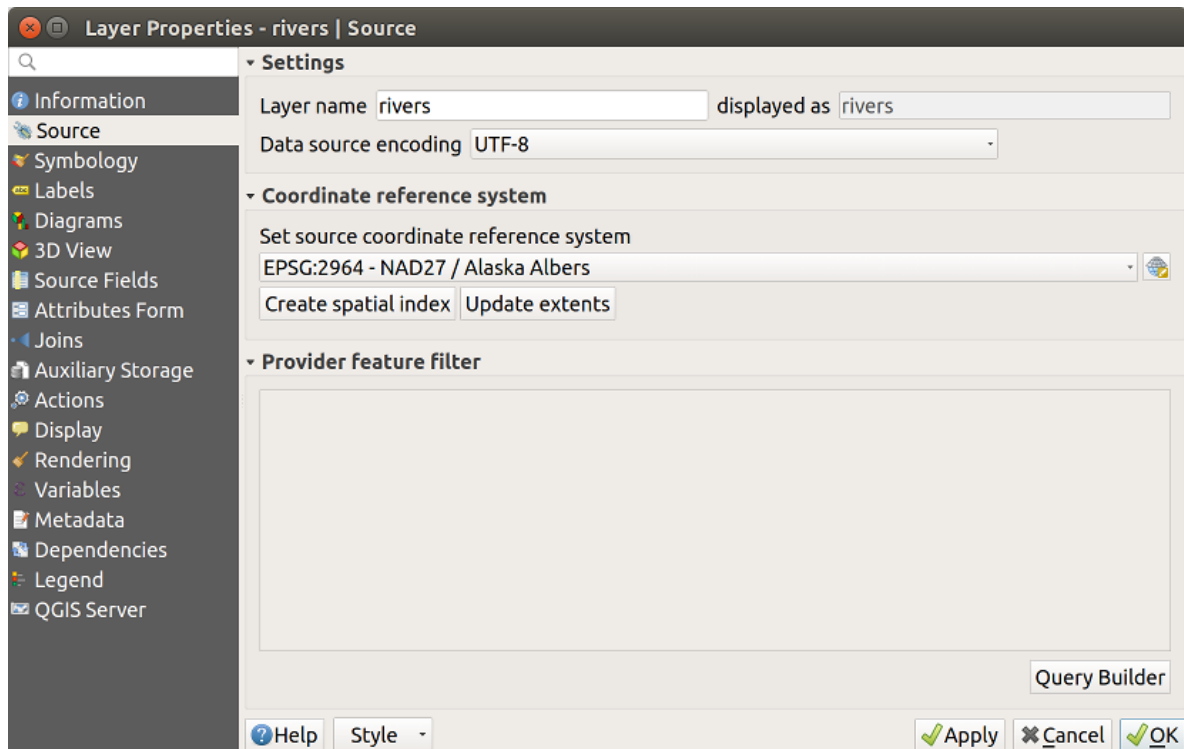 Layer Properties - rivers | Source
Information
Source
Symbology
Labels
Diagrams
3D View
Source Fields
Attributes Form
Joins
Auxiliary Storage
Actions
Display
Rendering
Variables
Metadata
Dependencies
Legend
QGIS Server
Settings
Layer name rivers displayed as rivers
Data source encoding UTF-8
Coordinate reference system
Set source coordinate reference system
EPSG:2964 - NAD27 / Alaska Albers
Create spatial index Update extents
Provider feature filter
Query Builder
Help Style Apply Cancel OK